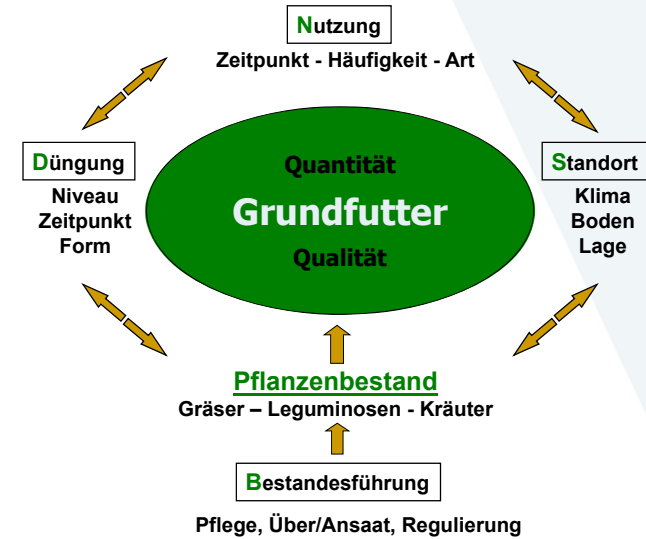 Nutzung
Zeitpunkt - Häufigkeit - Art
Düngung
Niveau
Zeitpunkt
Form
Quantität
Grundfutter
Qualität
Standort
Klima
Boden
Lage
Pflanzenbestand
Gräser – Leguminosen - Kräuter
Bestandesführung
Pflege, Über/Ansaat, Regulierung